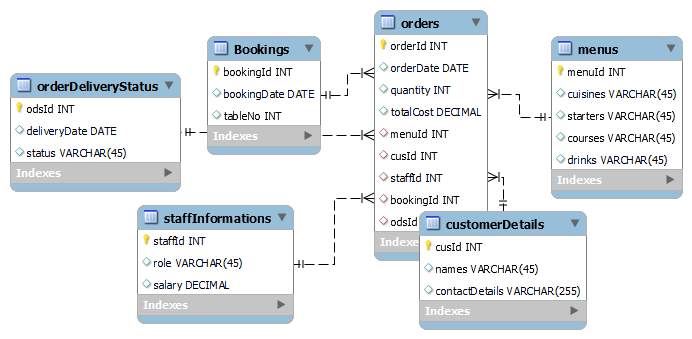 orderDeliveryStatus
odsId INT
deliveryDate DATE
status VARCHAR(45)
Indexes
Bookings
bookingId INT
bookingDate DATE
tableNo INT
Indexes
orders
orderId INT
orderDate DATE
quantity INT
totalCost DECIMAL
menuId INT
cusId INT
staffId INT
bookingId INT
odsId
menus
menuId INT
cuisines VARCHAR(45)
starters VARCHAR(45)
courses VARCHAR(45)
drinks VARCHAR(45)
Indexes
staffInformations
staffId INT
role VARCHAR(45)
salary DECIMAL
Indexes
customerDetails
cusId INT
names VARCHAR(45)
contactDetails VARCHAR(255)
Indexes